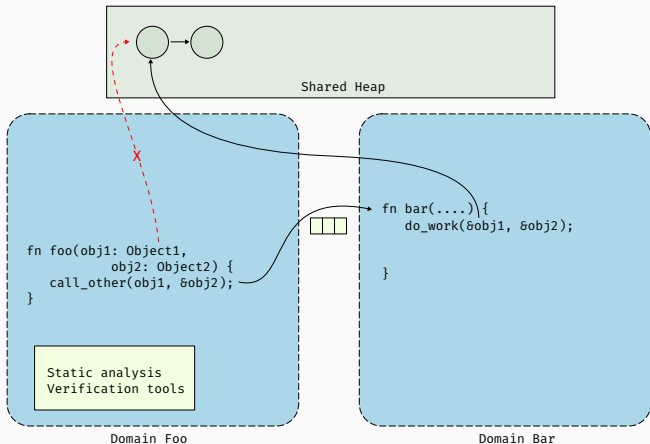 Shared Heap
X
fn foo(obj1: Object1,
obj2: Object2) {
call_other(obj1, &obj2);
}
Static analysis
Verification tools
Domain Foo
fn bar(....) {
do_work(&obj1, &obj2);
}
Domain Bar